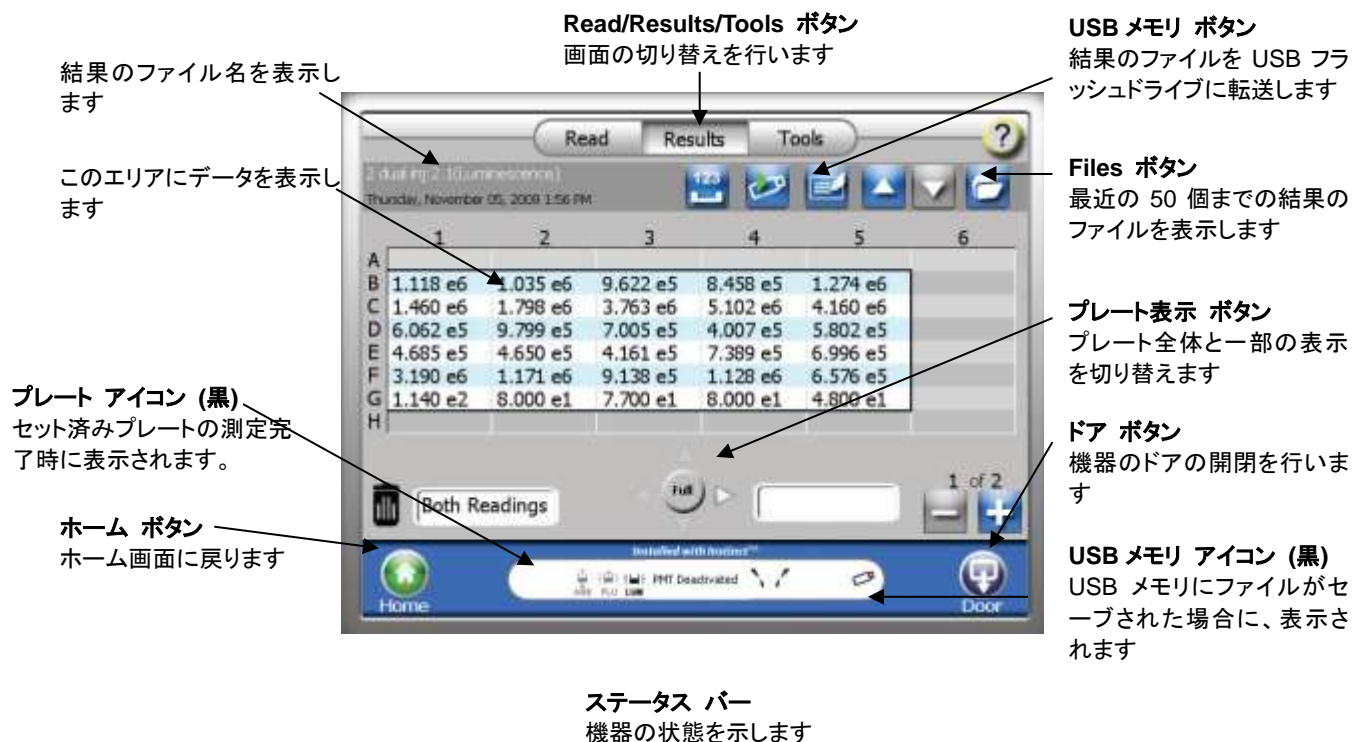 Read/Results/Tools ボタン
画面の切り替えを行います
USB メモリ ボタン
結果のファイルを USB フラ
ッシュドライブに転送します
結果のファイル名を表示し
ます
このエリアにデータを表示し
ます
Files ボタン
最近の 50 個までの結果の
ファイルを表示します
プレート表示 ボタン
プレート全体と一部の表示
を切り替えます
プレート アイコン (黒)
セット済みプレートの測定完
了時に表示されます。
ドア ボタン
機器のドアの開閉を行いま
す
ホーム ボタン
ホーム画面に戻ります
USB メモリ アイコン (黒)
USB メモリにファイルがセ
ーブされた場合に、表示さ
れます
Read Results Tools ?
2 dual inj:2.1(Luminescence)
Thursday, November 05, 2009 1:56 PM
123
1 2 3 4 5 6
A
B 1.118 e6 1.035 e6 9.622 e5 8.458 e5 1.274 e6
C 1.460 e6 1.798 e6 3.763 e6 5.102 e6 4.160 e6
D 6.062 e5 9.799 e5 7.005 e5 4.007 e5 5.802 e5
E 4.685 e5 4.650 e5 4.161 e5 7.389 e5 6.996 e5
F 3.190 e6 1.171 e6 9.138 e5 1.128 e6 6.576 e5
G 1.140 e2 8.000 e1 7.700 e1 8.000 e1 4.800 e1
H
Both Readings
Full
1 of 2
Installed with Instinct™
ABS FLU LUM PMT Deactivated
Home
Door
ステータス バー
機器の状態を示します